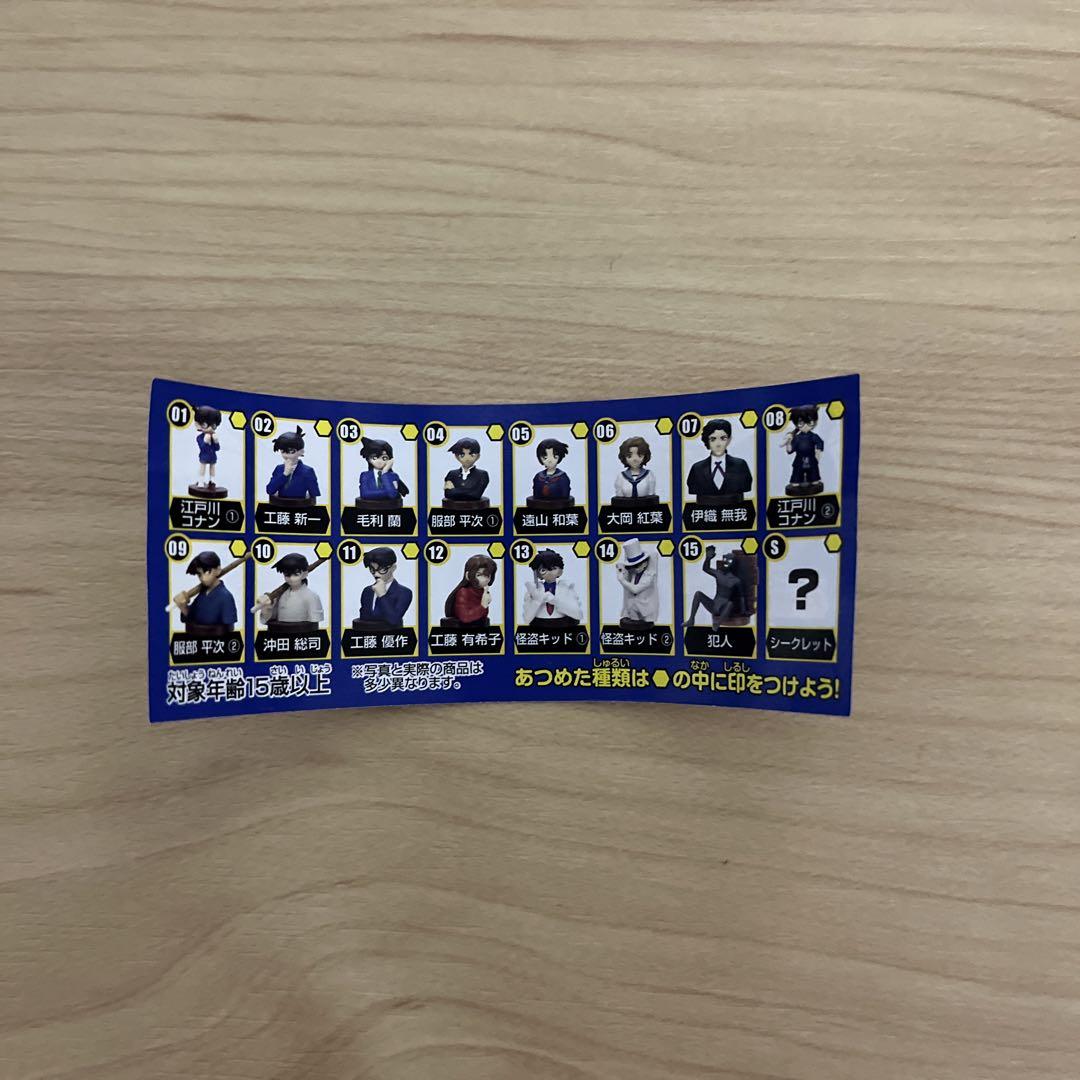 01 02 03 04 05 06 07 08
江戸川コナン① 工藤 新一 毛利 蘭 服部 平次① 遠山 和葉 大岡 紅葉 伊織 無我 江戸川コナン②
09 10 11 12 13 14 15 S
?
服部 平次② 沖田 総司 工藤 優作 工藤 有希子 怪盗キッド① 怪盗キッド② 犯人 シークレット
たいしょうねんれい さいいじょう
対象年齢15歳以上
※写真と実際の商品は
多少異なります。
しゅるい なか しるし
あつめた種類は の中に印をつけよう!